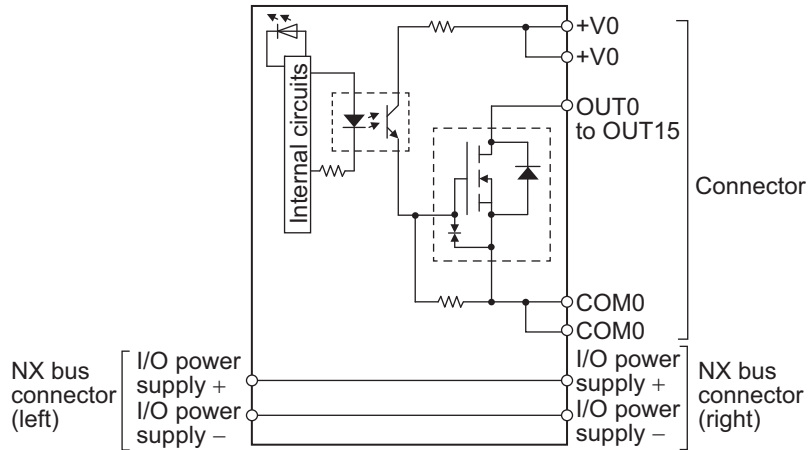 +V0
+V0
OUT0
to OUT15
Internal circuits
Connector
COM0
COM0
NX bus
connector
(left)
I/O power
supply +
I/O power
supply −
I/O power
supply +
I/O power
supply −
NX bus
connector
(right)